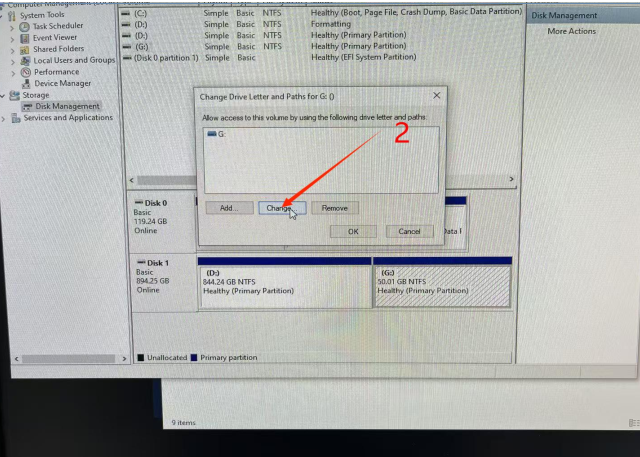 Computer Management (Local
System Tools
Task Scheduler
Event Viewer
Shared Folders
Local Users and Groups
Performance
Device Manager
Storage
Disk Management
Services and Applications
(C:) Simple Basic NTFS Healthy (Boot, Page File, Crash Dump, Basic Data Partition)
(D:) Simple Basic Formatting
(D:) Simple Basic NTFS Healthy (Primary Partition)
(G:) Simple Basic NTFS Healthy (Primary Partition)
(Disk 0 partition 1) Simple Basic Healthy (EFI System Partition)
Disk Management
More Actions
Change Drive Letter and Paths for G: ()
Allow access to this volume by using the following drive letter and paths:
G:
2
Add... Change... Remove
OK Cancel
Disk 0
Basic
119.24 GB
Online
Data
Disk 1
Basic
894.25 GB
Online
(D:)
844.24 GB NTFS
Healthy (Primary Partition)
(G:)
50.01 GB NTFS
Healthy (Primary Partition)
Unallocated Primary partition
9 items